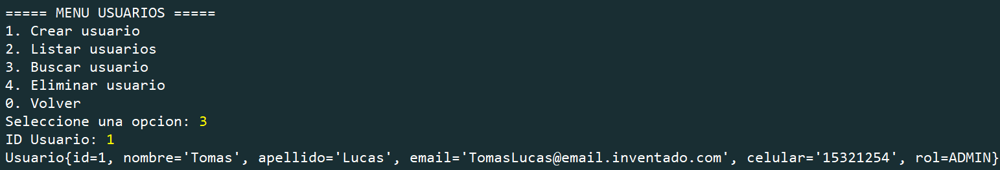 ===== MENU USUARIOS =====
1. Crear usuario
2. Listar usuarios
3. Buscar usuario
4. Eliminar usuario
0. Volver
Seleccione una opcion: 3
ID Usuario: 1
Usuario{id=1, nombre='Tomas', apellido='Lucas', email='TomasLucas@email.inventado.com', celular='15321254', rol=ADMIN}